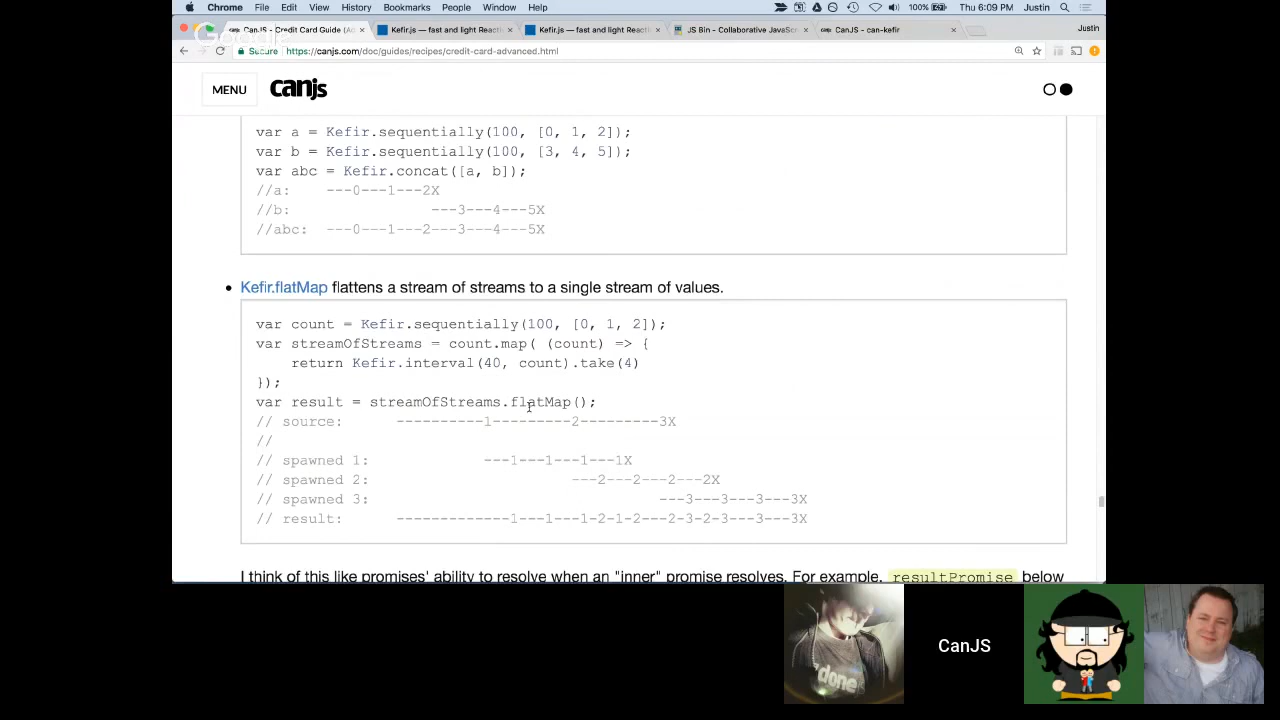 Chrome File Edit View History Bookmarks People Window Help 100% Thu 6:09 PM Justin
CanJS - Credit Card Guide (Ad Kefir.js — fast and light Reactiv Kefir.js — fast and light Reactiv JS Bin - Collaborative JavaScri CanJS - can-kefir Justin
Secure https://canjs.com/doc/guides/recipes/credit-card-advanced.html
MENU canjs
var a = Kefir.sequentially(100, [0, 1, 2]);
var b = Kefir.sequentially(100, [3, 4, 5]);
var abc = Kefir.concat([a, b]);
//a: ---0---1---2X
//b: ---3---4---5X
//abc: ---0---1---2---3---4---5X
• Kefir.flatMap flattens a stream of streams to a single stream of values.
var count = Kefir.sequentially(100, [0, 1, 2]);
var streamOfStreams = count.map( (count) => {
return Kefir.interval(40, count).take(4)
});
var result = streamOfStreams.flatMap();
// source: ----------1---------2---------3X
//
// spawned 1: ---1---1---1---1X
// spawned 2: ---2---2---2---2X
// spawned 3: ---3---3---3---3X
// result: -------------1---1---1-2-1-2---2-3-2-3---3---3X
I think of this like promises' ability to resolve when an "inner" promise resolves. For example, resultPromise below
done
CanJS